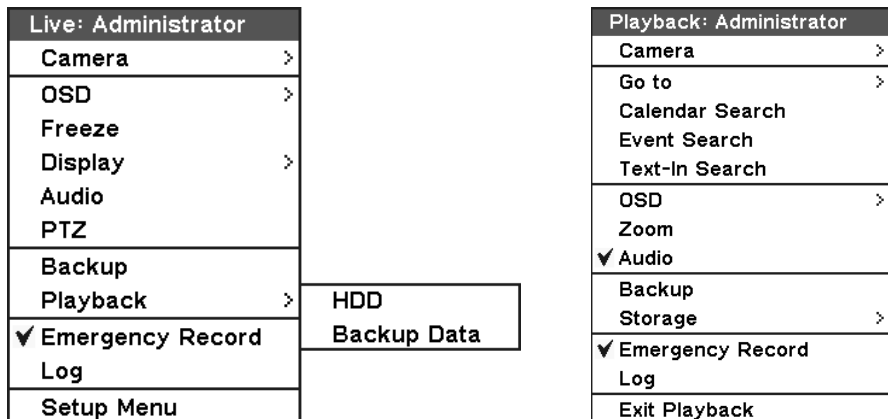 Live: Administrator
Camera >
OSD >
Freeze
Display >
Audio
PTZ
Backup
Playback >
✔ Emergency Record
Log
Setup Menu
HDD
Backup Data
Playback: Administrator
Camera >
Go to >
Calendar Search
Event Search
Text-In Search
OSD >
Zoom
✔ Audio
Backup
Storage >
✔ Emergency Record
Log
Exit Playback